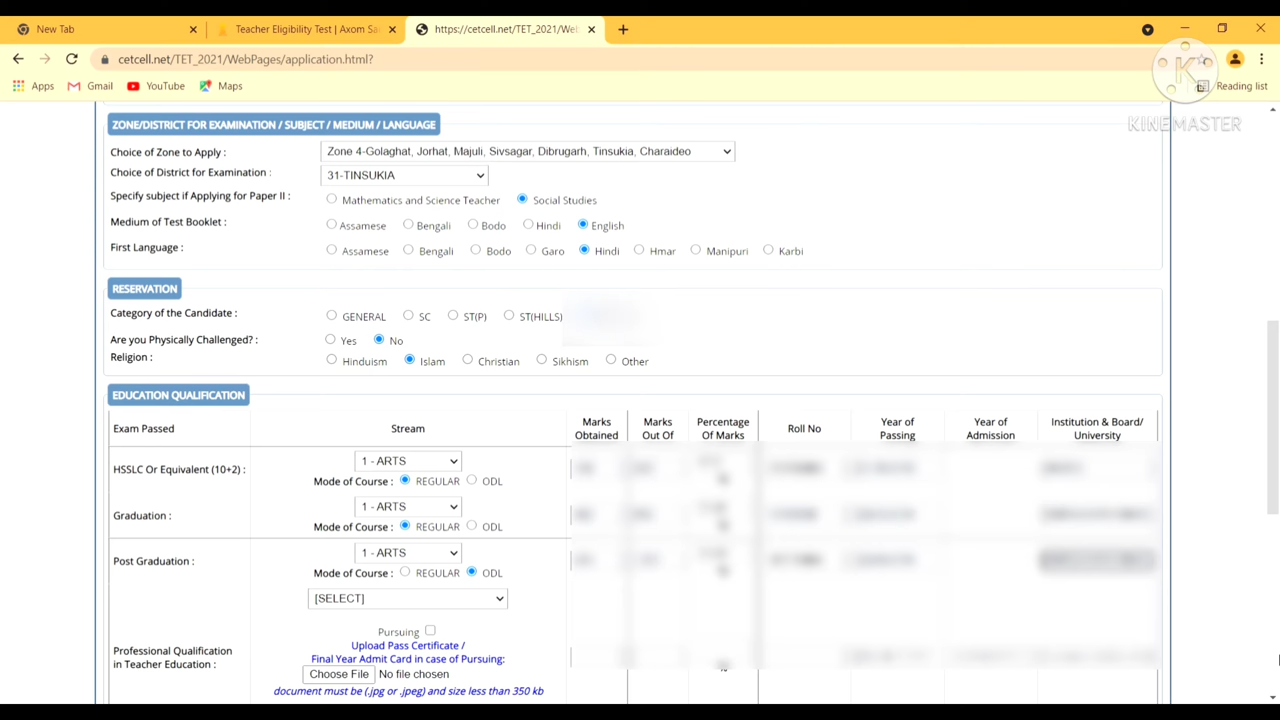 New Tab
Teacher Eligibility Test | Axom Sa
https://cetcell.net/TET_2021/Web
cetcell.net/TET_2021/WebPages/application.html?
Apps Gmail YouTube Maps Reading list
KINEMASTER
ZONE/DISTRICT FOR EXAMINATION / SUBJECT / MEDIUM / LANGUAGE
Choice of Zone to Apply : Zone 4-Golaghat, Jorhat, Majuli, Sivsagar, Dibrugarh, Tinsukia, Charaideo
Choice of District for Examination : 31-TINSUKIA
Specify subject if Applying for Paper II : Mathematics and Science Teacher Social Studies
Medium of Test Booklet : Assamese Bengali Bodo Hindi English
First Language : Assamese Bengali Bodo Garo Hindi Hmar Manipuri Karbi
RESERVATION
Category of the Candidate : GENERAL SC ST(P) ST(HILLS)
Are you Physically Challenged? : Yes No
Religion : Hinduism Islam Christian Sikhism Other
EDUCATION QUALIFICATION
Exam Passed Stream Marks Obtained Marks Out Of Percentage Of Marks Roll No Year of Passing Year of Admission Institution & Board/ University
HSSLC Or Equivalent (10+2) : 1 - ARTS
Mode of Course : REGULAR ODL
Graduation : 1 - ARTS
Mode of Course : REGULAR ODL
Post Graduation : 1 - ARTS
Mode of Course : REGULAR ODL
[SELECT]
Pursuing
Professional Qualification in Teacher Education :
Upload Pass Certificate /
Final Year Admit Card in case of Pursuing:
Choose File No file chosen
document must be (.jpg or .jpeg) and size less than 350 kb